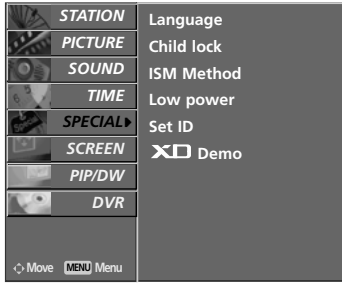 STATION
PICTURE
SOUND
TIME
SPECIAL
SCREEN
PIP/DW
DVR
Move MENU Menu
Language
Child lock
ISM Method
Low power
Set ID
XD Demo